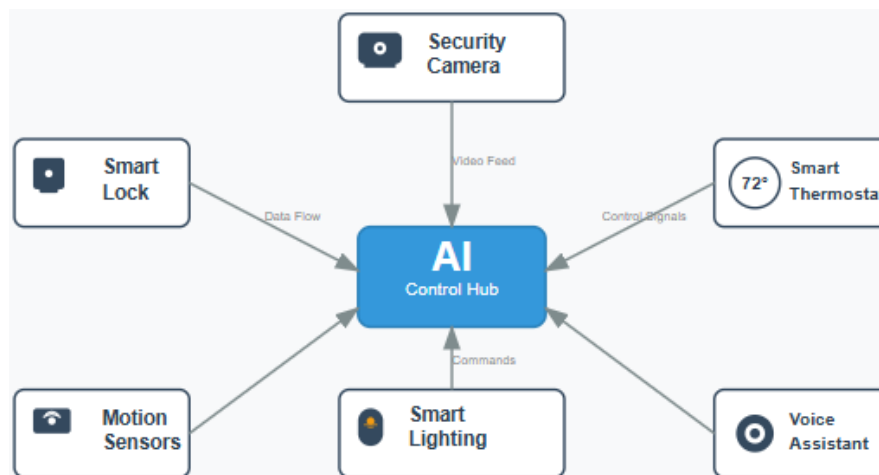 Security
Camera
Video Feed
Smart
Lock
Data Flow
72°
Smart
Thermosta
Control Signals
AI
Control Hub
Commands
Motion
Sensors
Smart
Lighting
Voice
Assistant